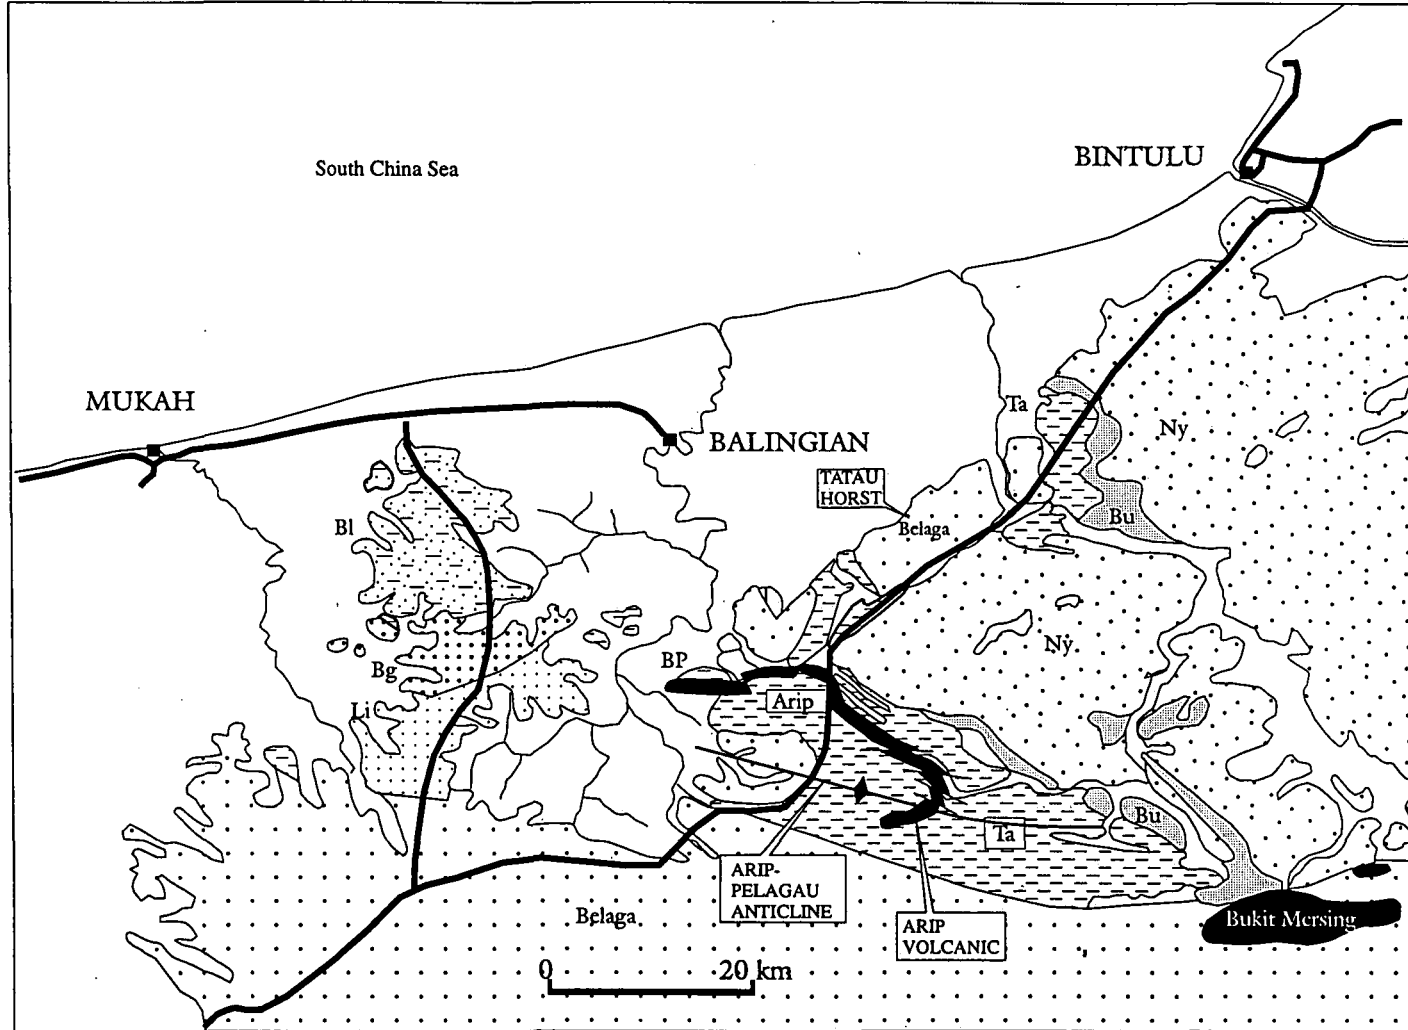 BINTULU
South China Sea
MUKAH
Ta
Ny
BALINGIAN
TATAU
HORST
Bl
Belaga
Bu
Ny
BP
Bg
Arip
Li
Bu
Ta
ARIP-
PELAGAU
ANTICLINE
Belaga
ARIP
VOLCANIC
Bukit Mersing
0 20 km